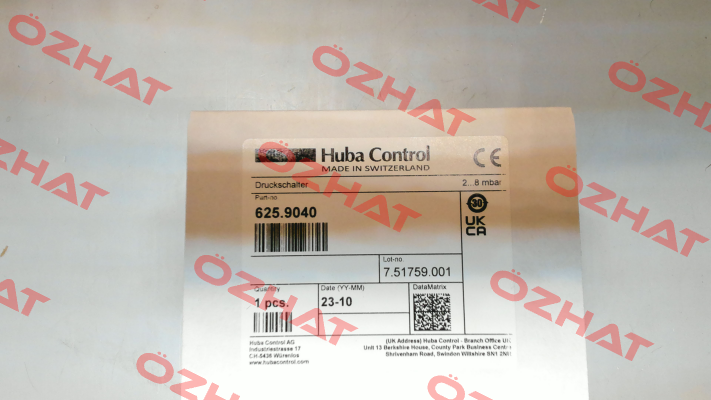 ÖZHAT
Huba Control
MADE IN SWITZERLAND
CE
Druckschalter
2...8 mbar
Part-no.
625.9040
30
UK
CA
Lot-no.
7.51759.001
Quantity
1 pcs.
Date (YY-MM)
23-10
DataMatrix
Huba Control AG
Industriestrasse 17
CH-5436 Würenlos
www.hubacontrol.com
(UK Address) Huba Control - Branch Office UK
Unit 13 Berkshire House, County Park Business Centre
Shrivenham Road, Swindon Wiltshire SN1 2NR
ÖZHAT
ÖZHAT
ÖZHAT
ÖZHAT
ÖZHAT
ÖZHAT
ÖZHAT
ÖZHAT
ÖZHAT
ÖZHAT